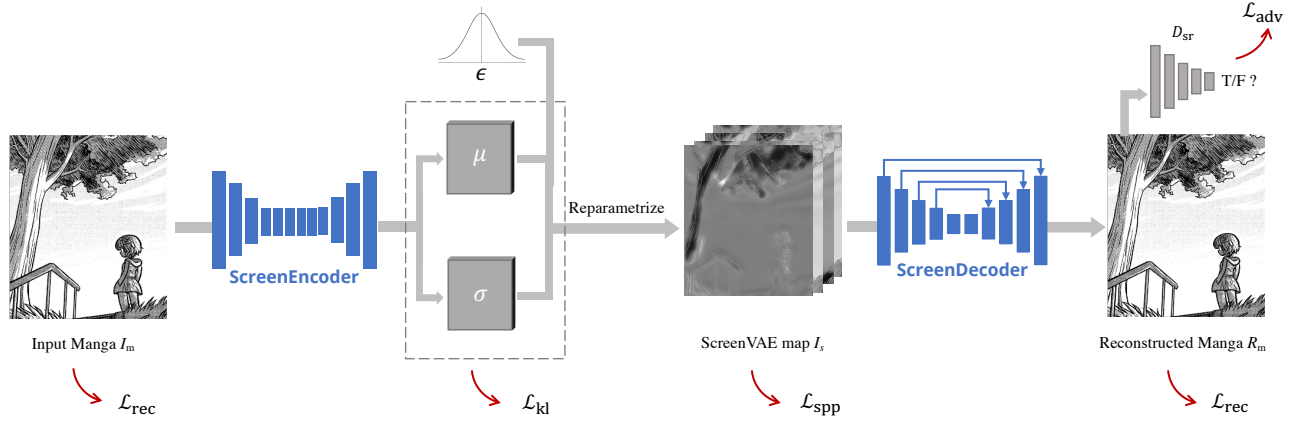 ℒadv
Dsr
T/F ?
ϵ
μ
σ
Reparametrize
ScreenEncoder
ScreenDecoder
Input Manga Im
ScreenVAE map Is
Reconstructed Manga Rm
ℒrec
ℒkl
ℒspp
ℒrec